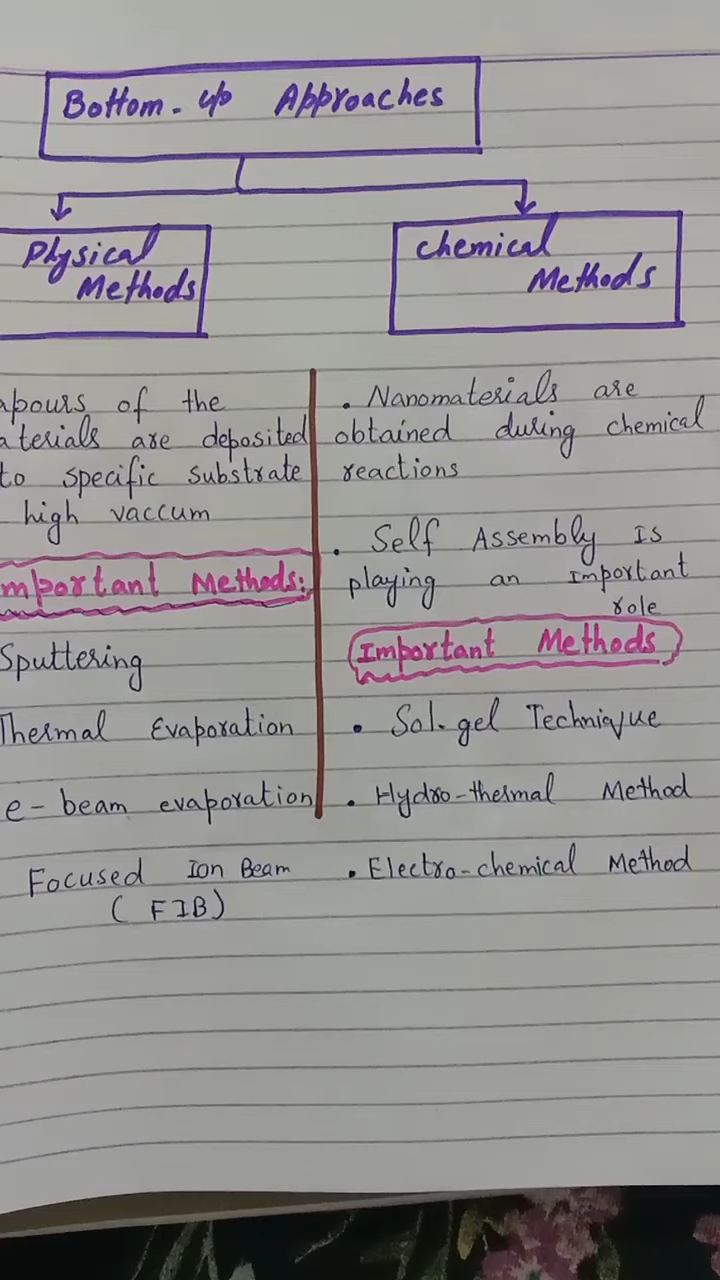 Bottom-up Approaches
Physical
Methods
Chemical
Methods
apours of the
aterials are deposited
to specific substrate
high vaccum
mportant Methods:
Sputtering
Thermal Evaporation
e-beam evaporation
Focused Ion Beam
(FIB)
. Nanomaterials are
obtained during chemical
reactions
. Self Assembly is
playing an important
role
Important Methods
. Sol-gel Technique
. Hydro-thermal Method
. Electro-chemical Method